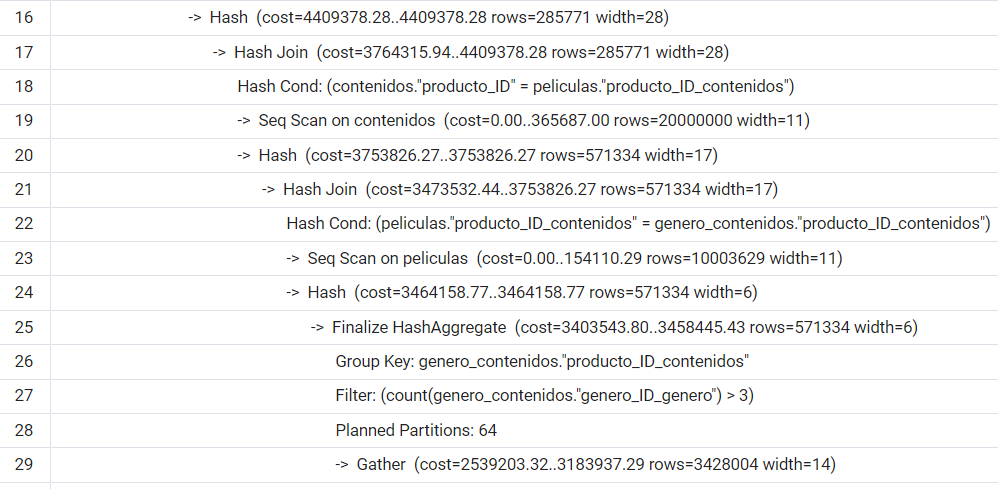 16 -> Hash (cost=4409378.28..4409378.28 rows=285771 width=28)
17 -> Hash Join (cost=3764315.94..4409378.28 rows=285771 width=28)
18 Hash Cond: (contenidos."producto_ID" = peliculas."producto_ID_contenidos")
19 -> Seq Scan on contenidos (cost=0.00..365687.00 rows=20000000 width=11)
20 -> Hash (cost=3753826.27..3753826.27 rows=571334 width=17)
21 -> Hash Join (cost=3473532.44..3753826.27 rows=571334 width=17)
22 Hash Cond: (peliculas."producto_ID_contenidos" = genero_contenidos."producto_ID_contenidos")
23 -> Seq Scan on peliculas (cost=0.00..154110.29 rows=10003629 width=11)
24 -> Hash (cost=3464158.77..3464158.77 rows=571334 width=6)
25 -> Finalize HashAggregate (cost=3403543.80..3458445.43 rows=571334 width=6)
26 Group Key: genero_contenidos."producto_ID_contenidos"
27 Filter: (count(genero_contenidos."genero_ID_genero") > 3)
28 Planned Partitions: 64
29 -> Gather (cost=2539203.32..3183937.29 rows=3428004 width=14)